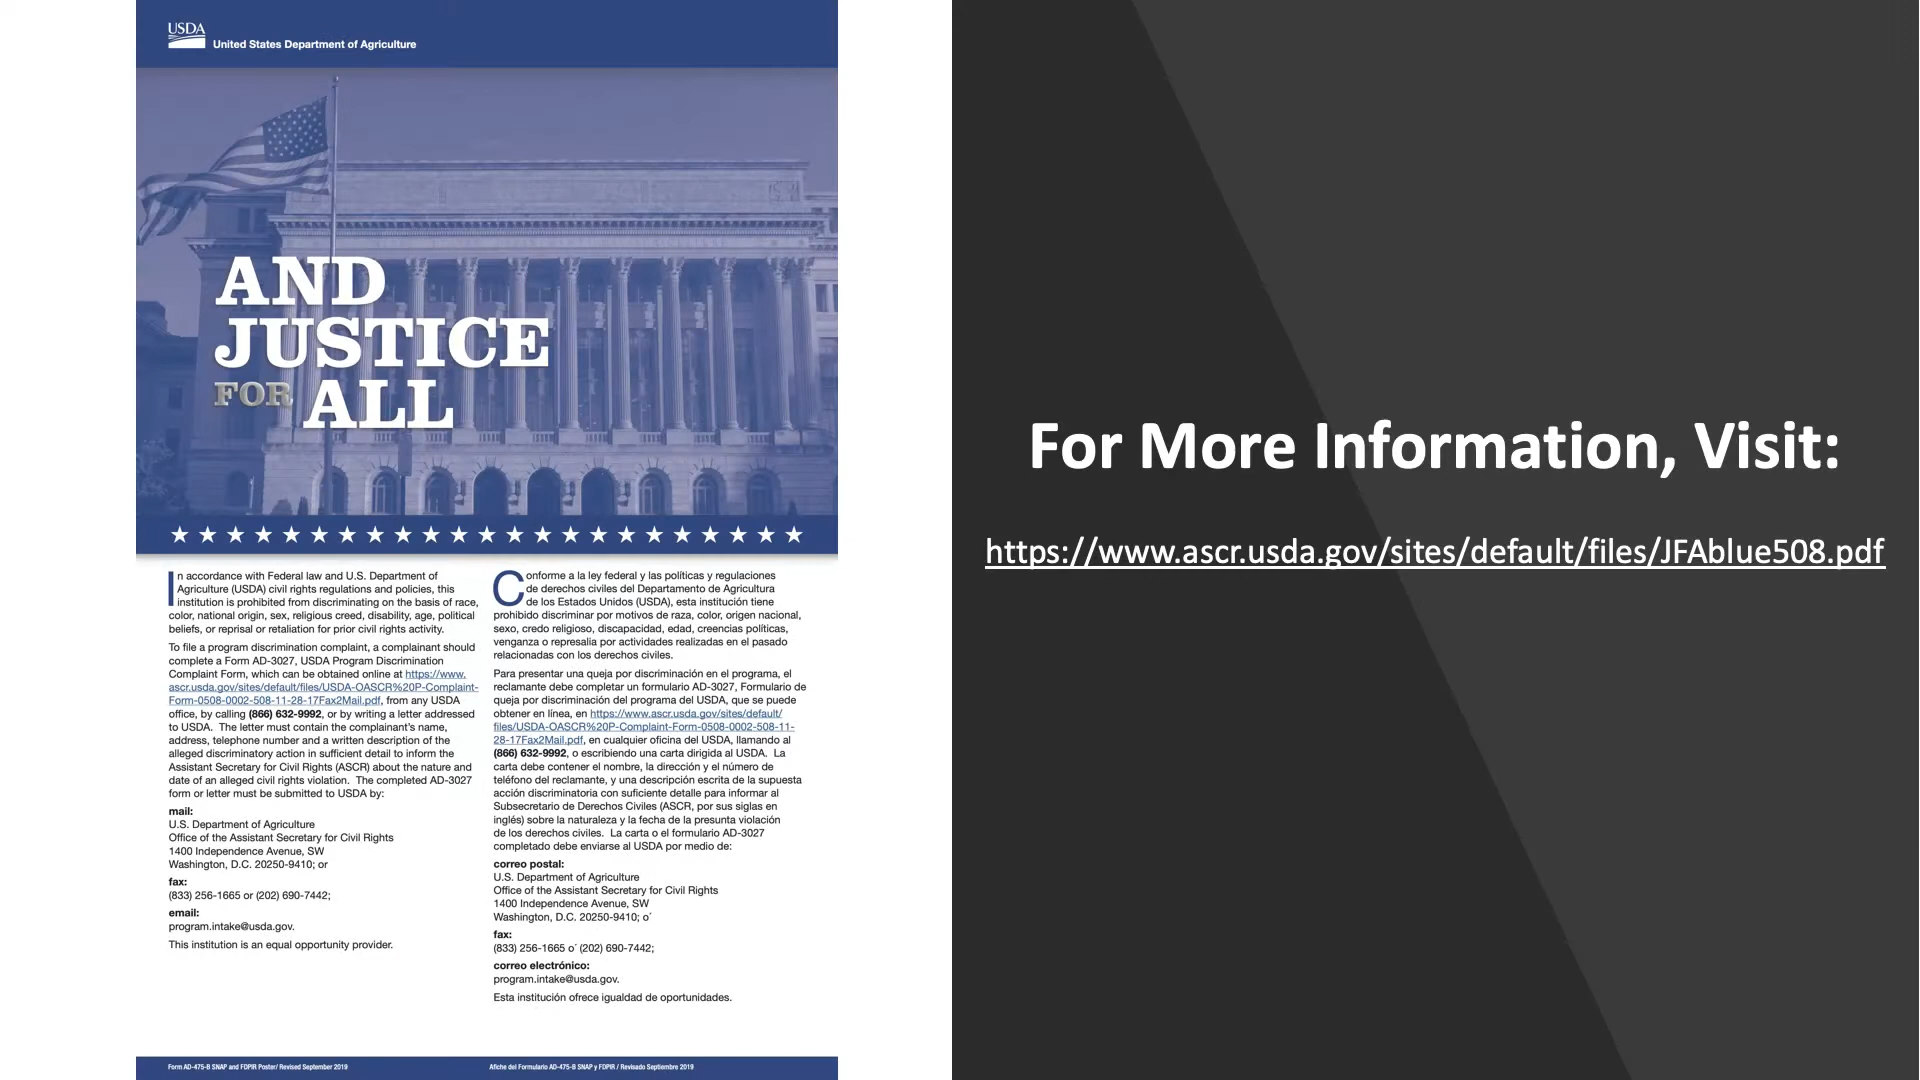 USDA
United States Department of Agriculture
AND
JUSTICE
FOR ALL
In accordance with Federal law and U.S. Department of
Agriculture (USDA) civil rights regulations and policies, this
institution is prohibited from discriminating on the basis of race,
color, national origin, sex, religious creed, disability, age, political
beliefs, or reprisal or retaliation for prior civil rights activity.
To file a program discrimination complaint, a complainant should
complete a Form AD-3027, USDA Program Discrimination
Complaint Form, which can be obtained online at https://www.
ascr.usda.gov/sites/default/files/USDA-OASCR%20P-Complaint-
Form-0508-0002-508-11-28-17Fax2Mail.pdf, from any USDA
office, by calling (866) 632-9992, or by writing a letter addressed
to USDA. The letter must contain the complainant's name,
address, telephone number and a written description of the
alleged discriminatory action in sufficient detail to inform the
Assistant Secretary for Civil Rights (ASCR) about the nature and
date of an alleged civil rights violation. The completed AD-3027
form or letter must be submitted to USDA by:
mail:
U.S. Department of Agriculture
Office of the Assistant Secretary for Civil Rights
1400 Independence Avenue, SW
Washington, D.C. 20250-9410; or
fax:
(833) 256-1665 or (202) 690-7442;
email:
program.intake@usda.gov.
This institution is an equal opportunity provider.
Conforme a la ley federal y las políticas y regulaciones
de derechos civiles del Departamento de Agricultura
de los Estados Unidos (USDA), esta institución tiene
prohibido discriminar por motivos de raza, color, origen nacional,
sexo, credo religioso, discapacidad, edad, creencias políticas,
venganza o represalia por actividades realizadas en el pasado
relacionadas con los derechos civiles.
Para presentar una queja por discriminación en el programa, el
reclamante debe completar un formulario AD-3027, Formulario de
queja por discriminación del programa del USDA, que se puede
obtener en línea, en https://www.ascr.usda.gov/sites/default/
files/USDA-OASCR%20P-Complaint-Form-0508-0002-508-11-
28-17Fax2Mail.pdf, en cualquier oficina del USDA, llamando al
(866) 632-9992, o escribiendo una carta dirigida al USDA. La
carta debe contener el nombre, la dirección y el número de
teléfono del reclamante, y una descripción escrita de la supuesta
acción discriminatoria con suficiente detalle para informar al
Subsecretario de Derechos Civiles (ASCR, por sus siglas en
inglés) sobre la naturaleza y la fecha de la presunta violación
de los derechos civiles. La carta o el formulario AD-3027
completado debe enviarse al USDA por medio de:
correo postal:
U.S. Department of Agriculture
Office of the Assistant Secretary for Civil Rights
1400 Independence Avenue, SW
Washington, D.C. 20250-9410; o´
fax:
(833) 256-1665 o´ (202) 690-7442;
correo electrónico:
program.intake@usda.gov.
Esta institución ofrece igualdad de oportunidades.
Form AD-475-B SNAP and FDPIR Poster/ Revised September 2019
Afiche del Formulario AD-475-B SNAP y FDPIR / Revisado Septiembre 2019
For More Information, Visit:
https://www.ascr.usda.gov/sites/default/files/JFAblue508.pdf